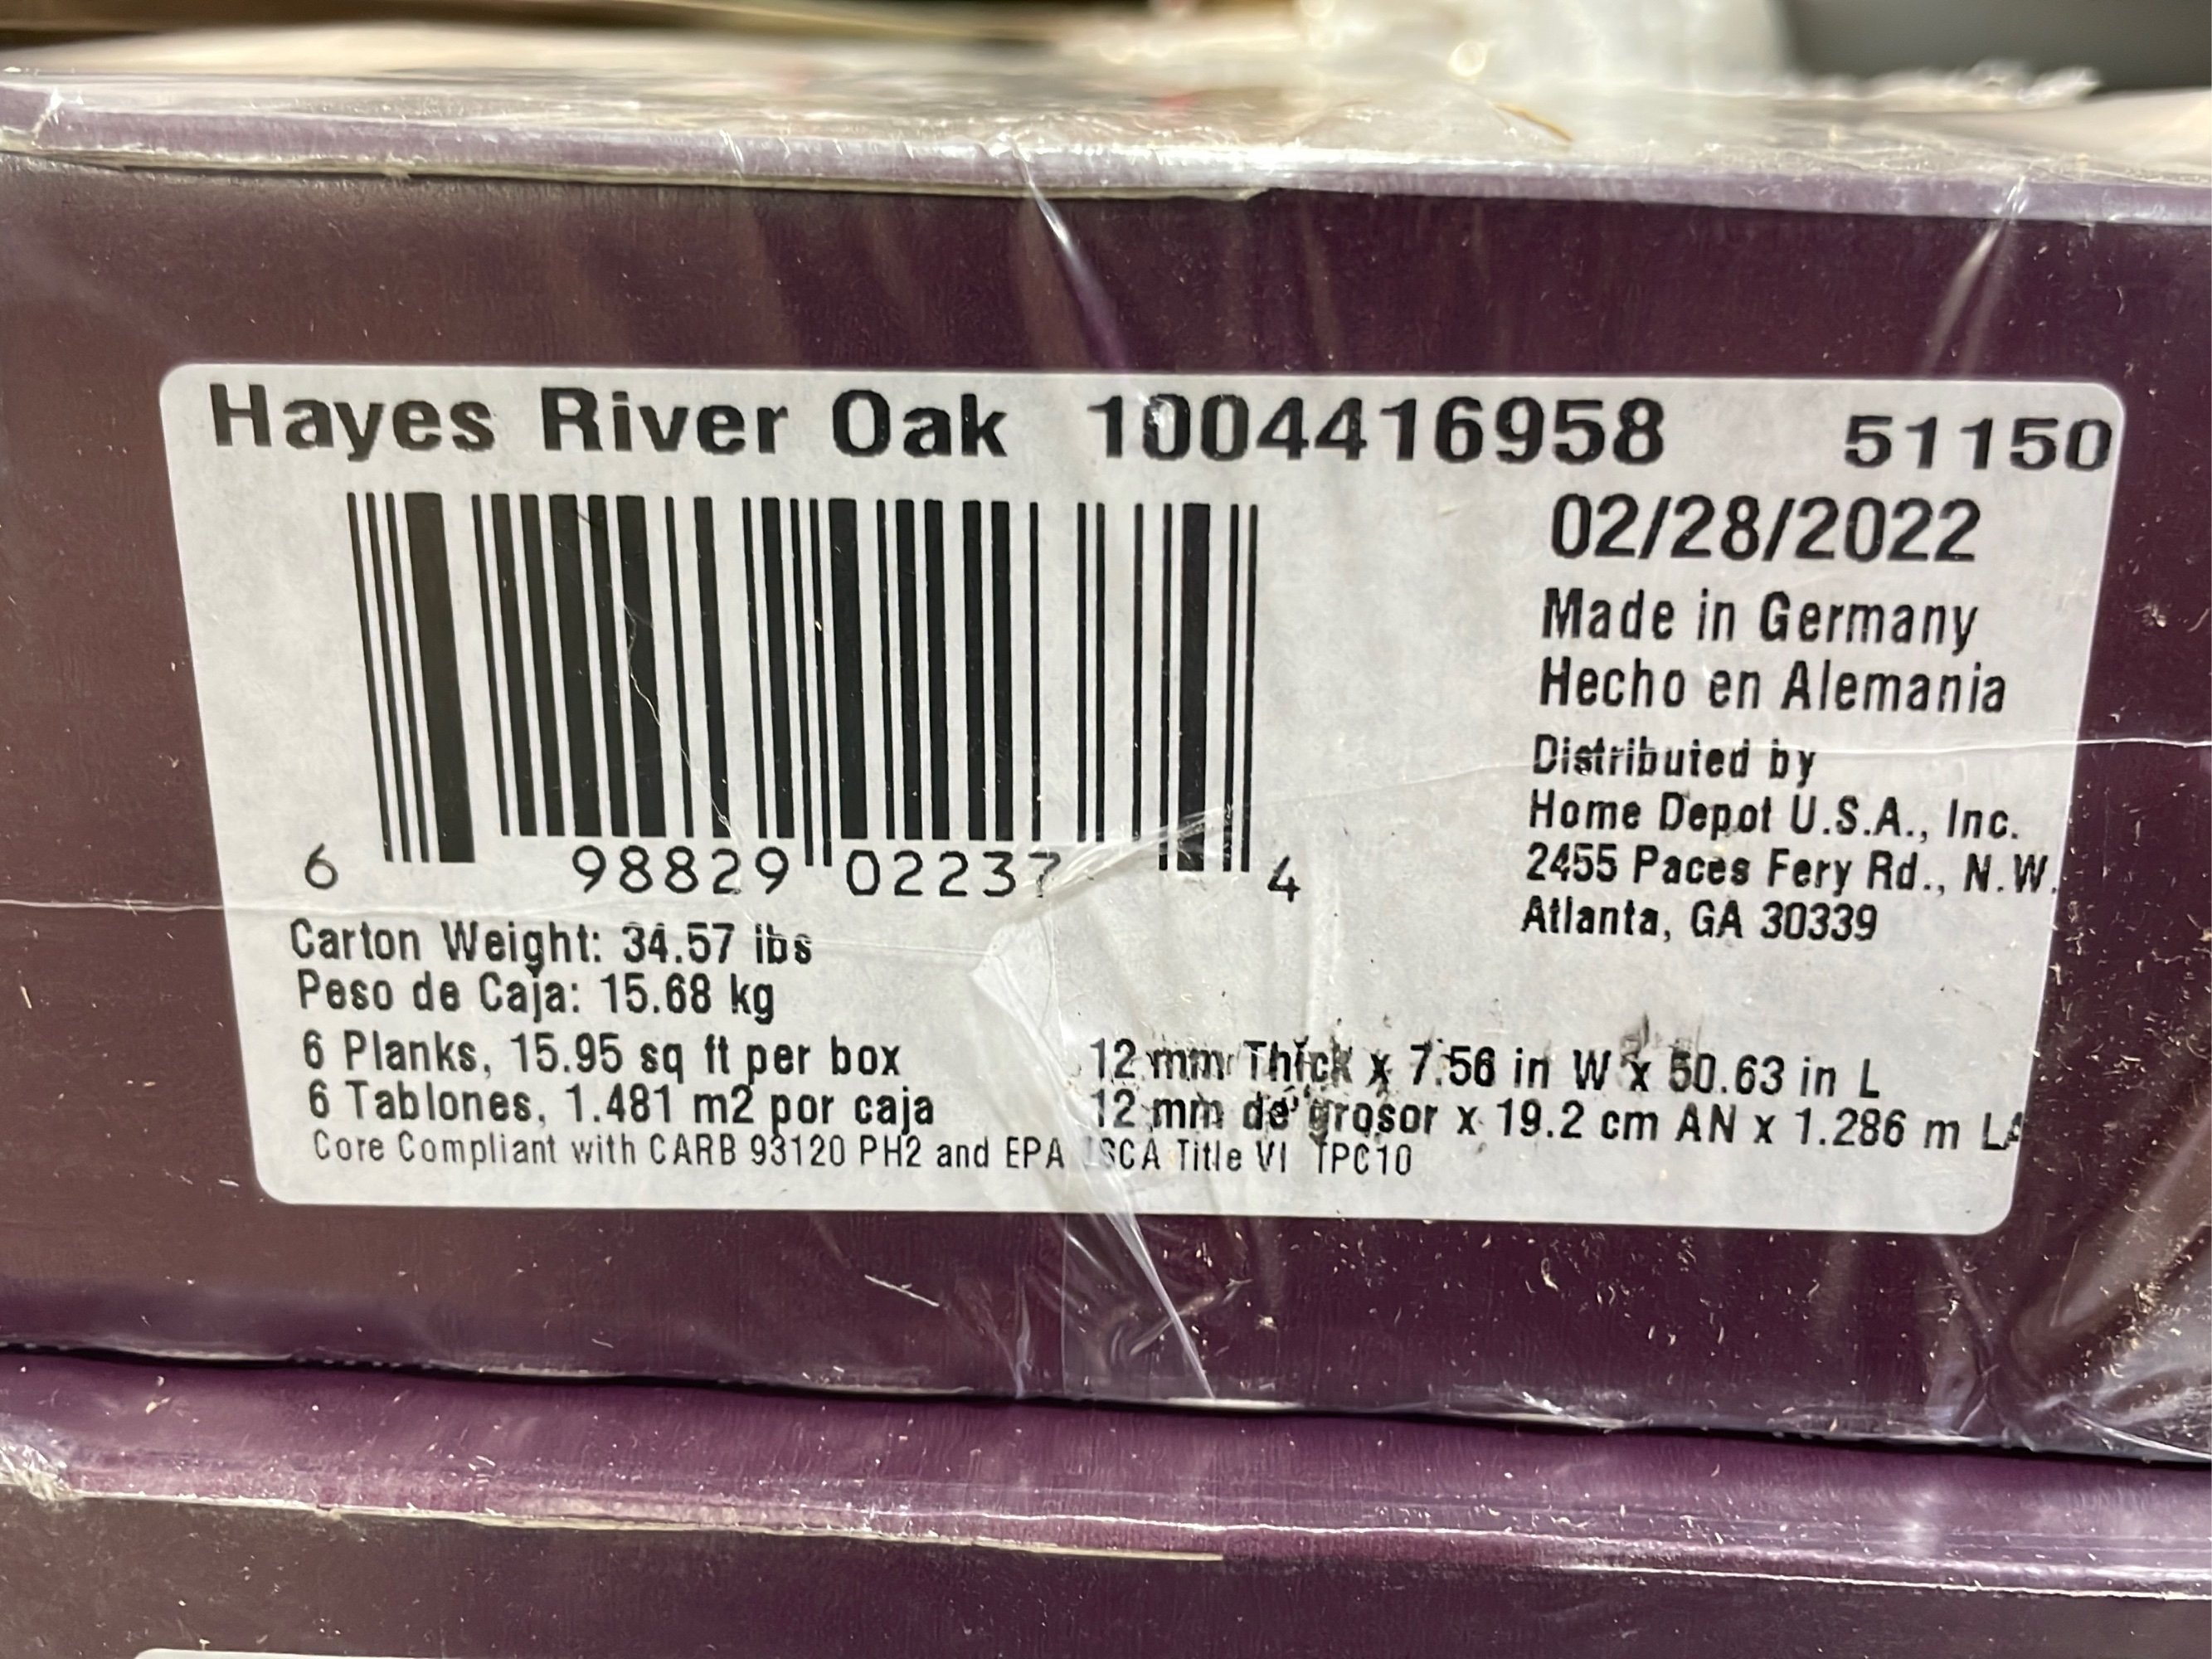 Hayes River Oak 1004416958 51150
02/28/2022
Made in Germany
Hecho en Alemania
Distributed by
Home Depot U.S.A., Inc.
2455 Paces Fery Rd., N.W.
Atlanta, GA 30339
6 98829 02237 4
Carton Weight: 34.57 lbs
Peso de Caja: 15.68 kg
6 Planks, 15.95 sq ft per box
6 Tablones, 1.481 m2 por caja
12 mm Thick x 7.56 in W x 50.63 in L
12 mm de grosor x 19.2 cm AN x 1.286 m LA
Core Compliant with CARB 93120 PH2 and EPA TSCA Title VI TPC10